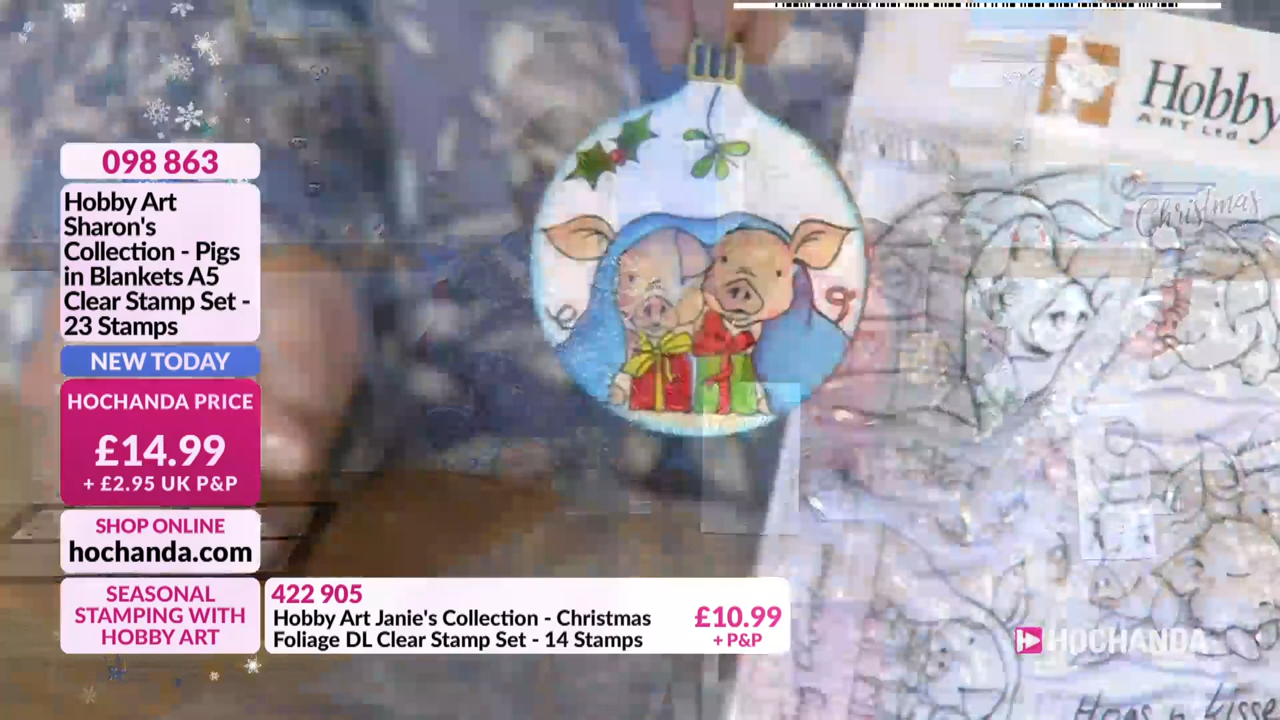 098 863
Hobby Art
Sharon's
Collection - Pigs
in Blankets A5
Clear Stamp Set -
23 Stamps
NEW TODAY
HOCHANDA PRICE
£14.99
+ £2.95 UK P&P
SHOP ONLINE
hochanda.com
SEASONAL
STAMPING WITH
HOBBY ART
422 905
Hobby Art Janie's Collection - Christmas
Foliage DL Clear Stamp Set - 14 Stamps
£10.99
+ P&P
Hobby
ART Ltd
Christmas
HOCHANDA